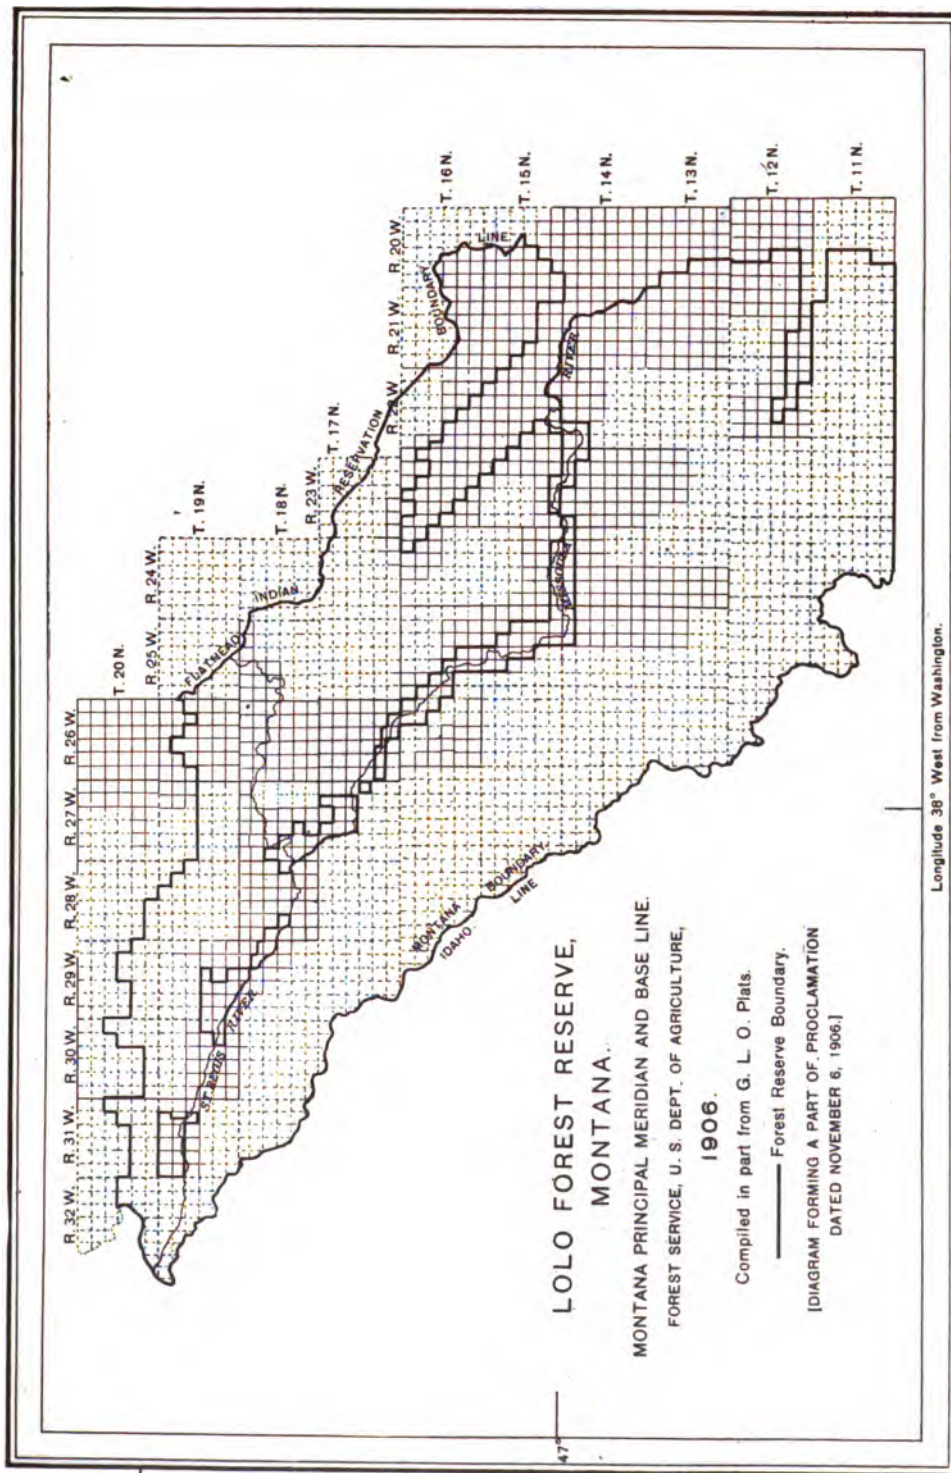 R. 32 W.
R. 31 W.
R. 30 W.
R. 29 W.
R. 28 W.
R. 27 W.
R. 26 W.
T. 20 N.
R. 25 W.
R. 24 W.
T. 19 N.
T. 18 N.
R. 23 W.
T. 17 N.
R. 22 W.
R. 21 W.
R. 20 W.
T. 16 N.
T. 15 N.
T. 14 N.
T. 13 N.
T. 12 N.
T. 11 N.
FLATHEAD INDIAN RESERVATION BOUNDARY LINE
ST. REGIS RIVER
MISSOULA RIVER
MONTANA
IDAHO
BOUNDARY
LINE
47°
Longitude 38° West from Washington.
LOLO FOREST RESERVE,
MONTANA.
MONTANA PRINCIPAL MERIDIAN AND BASE LINE.
FOREST SERVICE, U. S. DEPT. OF AGRICULTURE,
1906.
Compiled in part from G. L. O. Plats.
Forest Reserve Boundary.
[DIAGRAM FORMING A PART OF PROCLAMATION
DATED NOVEMBER 6, 1906.]